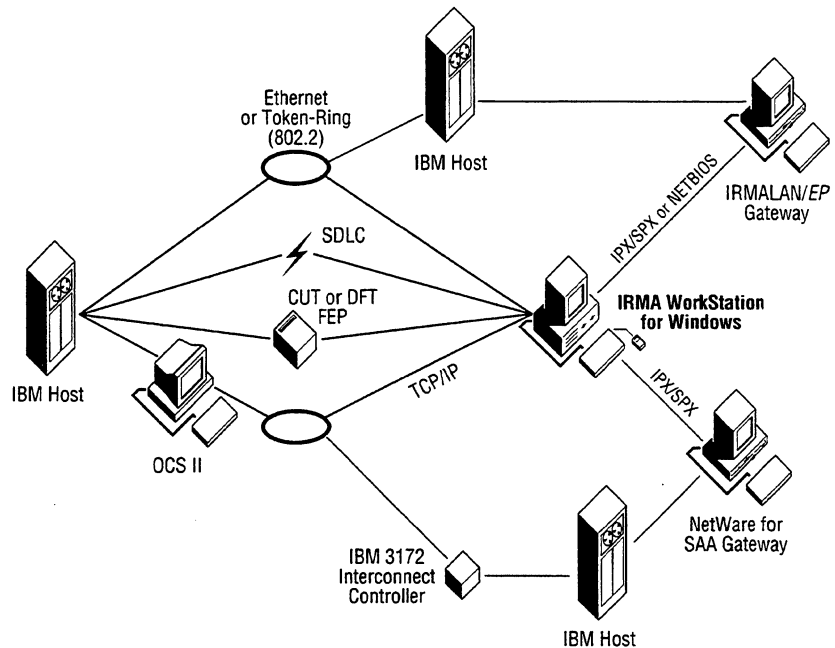 Ethernet
or Token-Ring
(802.2)
IBM Host
IRMALAN/EP
Gateway
IPX/SPX or NETBIOS
SDLC
CUT or DFT
FEP
IRMA WorkStation
for Windows
IBM Host
TCP/IP
IPX/SPX
OCS II
NetWare for
SAA Gateway
IBM 3172
Interconnect
Controller
IBM Host